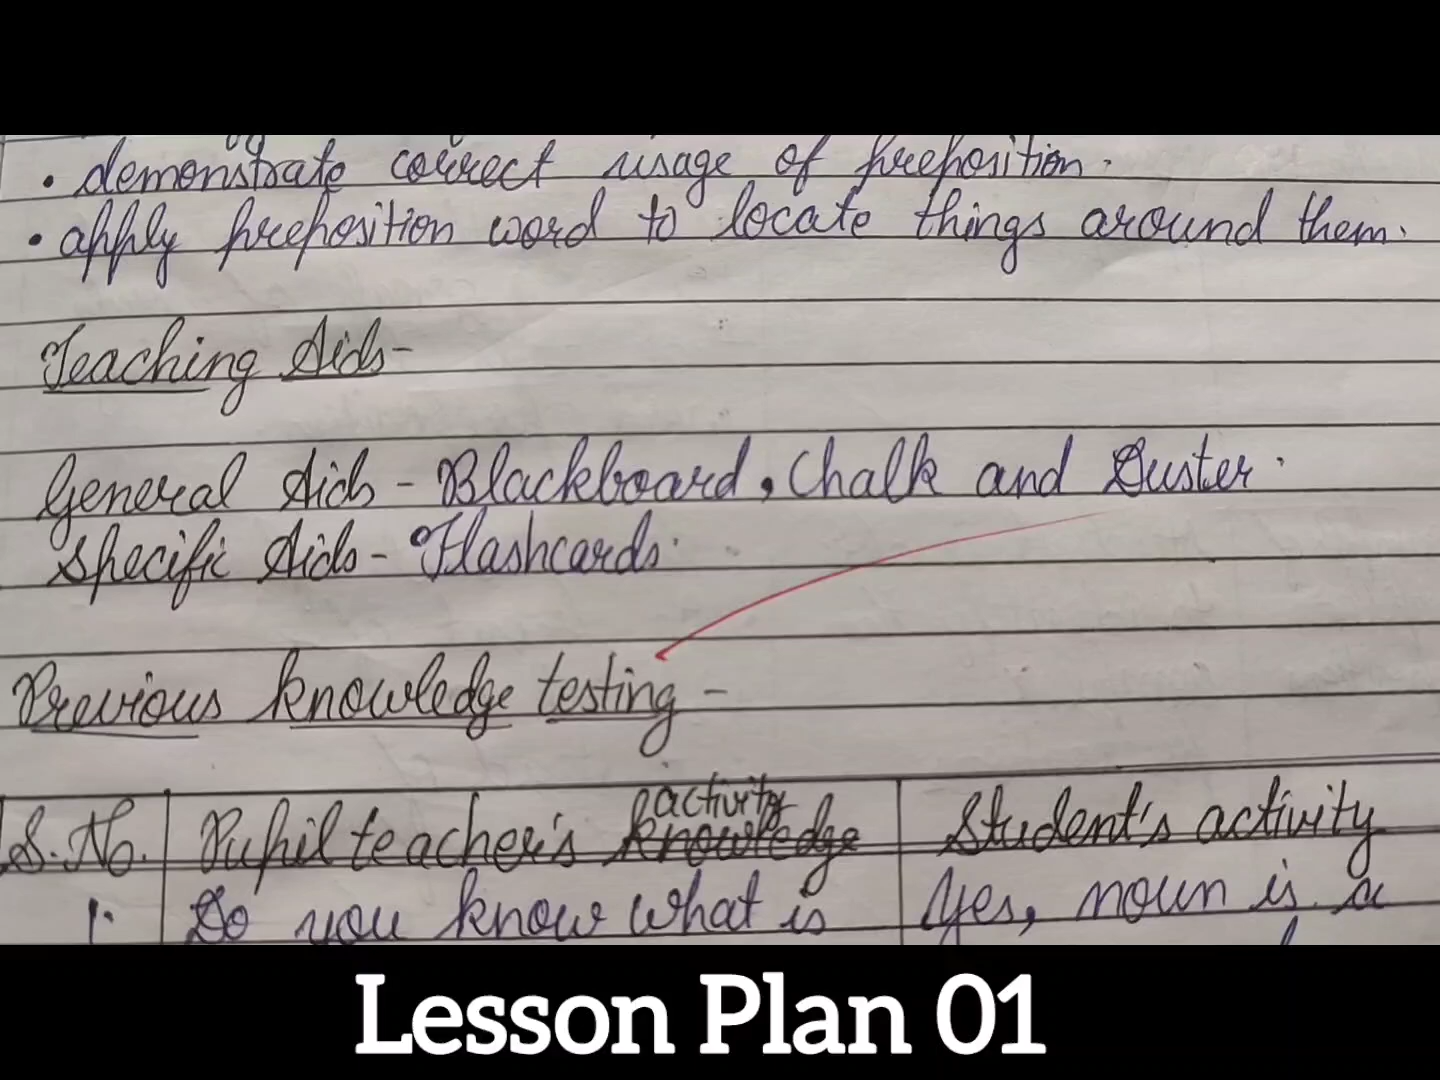 • demonstrate correct usage of preposition.
• apply preposition word to locate things around them.
Teaching Aids-
General Aids - Blackboard, Chalk and Duster.
Specific Aids - Flashcards.
Previous knowledge testing -
activity
S. No. Pupil teacher's knowledge Student's activity
1. Do you know what is Yes, noun is a
Lesson Plan 01